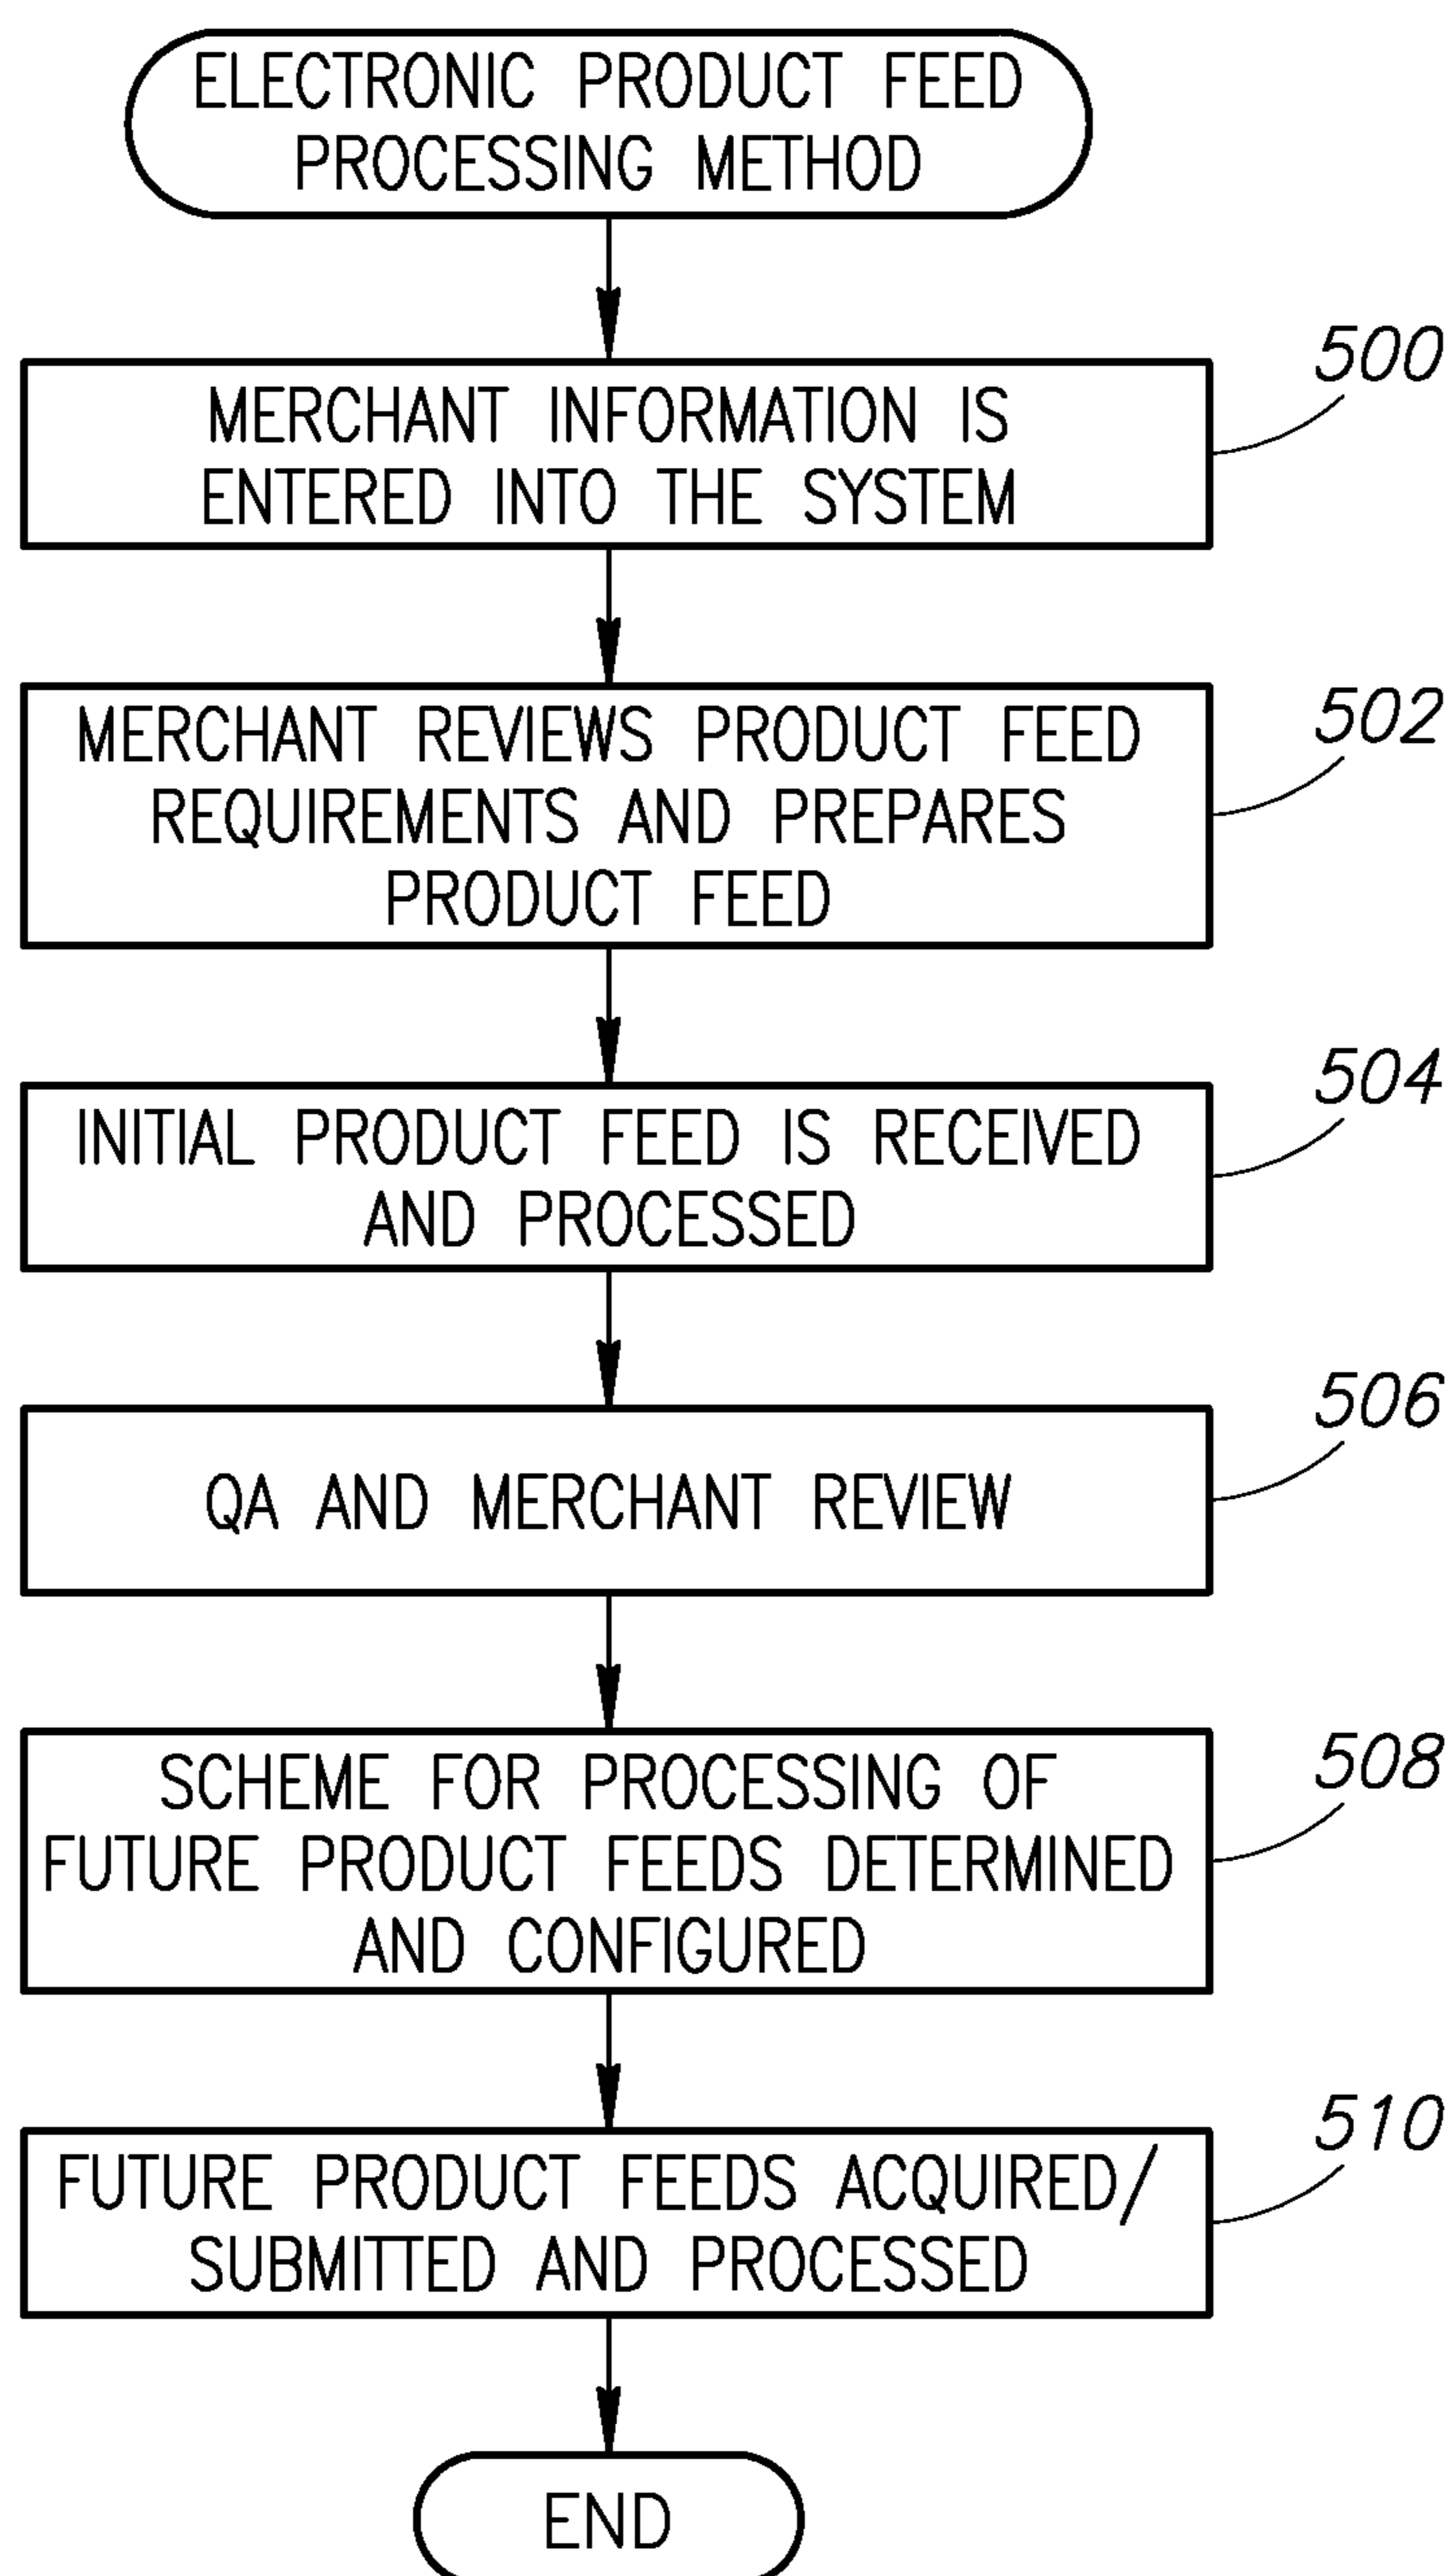 ELECTRONIC PRODUCT FEED
PROCESSING METHOD
500
MERCHANT INFORMATION IS
ENTERED INTO THE SYSTEM
502
MERCHANT REVIEWS PRODUCT FEED
REQUIREMENTS AND PREPARES
PRODUCT FEED
504
INITIAL PRODUCT FEED IS RECEIVED
AND PROCESSED
506
QA AND MERCHANT REVIEW
508
SCHEME FOR PROCESSING OF
FUTURE PRODUCT FEEDS DETERMINED
AND CONFIGURED
510
FUTURE PRODUCT FEEDS ACQUIRED/
SUBMITTED AND PROCESSED
END